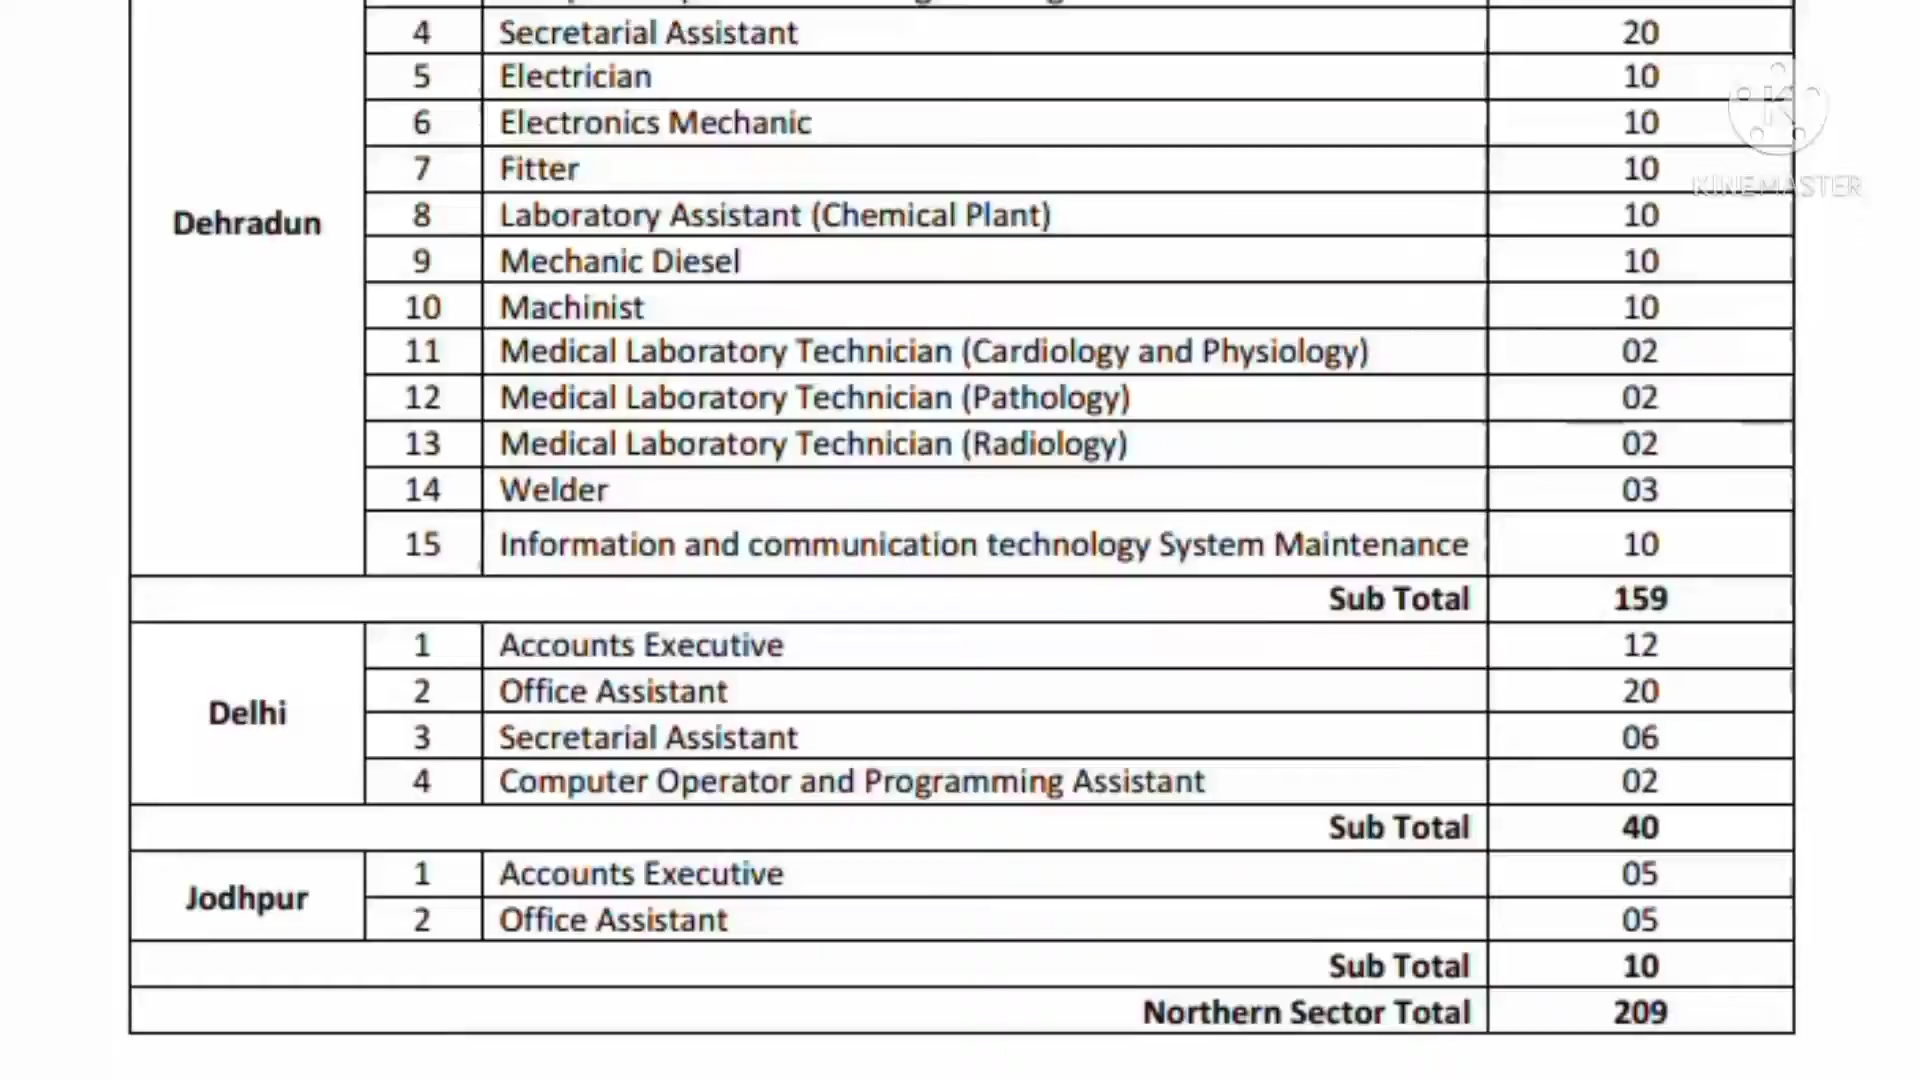 4 Secretarial Assistant 20
5 Electrician 10
6 Electronics Mechanic 10
7 Fitter 10
Dehradun 8 Laboratory Assistant (Chemical Plant) 10
9 Mechanic Diesel 10
10 Machinist 10
11 Medical Laboratory Technician (Cardiology and Physiology) 02
12 Medical Laboratory Technician (Pathology) 02
13 Medical Laboratory Technician (Radiology) 02
14 Welder 03
15 Information and communication technology System Maintenance 10
Sub Total 159
1 Accounts Executive 12
2 Office Assistant 20
Delhi
3 Secretarial Assistant 06
4 Computer Operator and Programming Assistant 02
Sub Total 40
1 Accounts Executive 05
Jodhpur
2 Office Assistant 05
Sub Total 10
Northern Sector Total 209
K
KINEMASTER